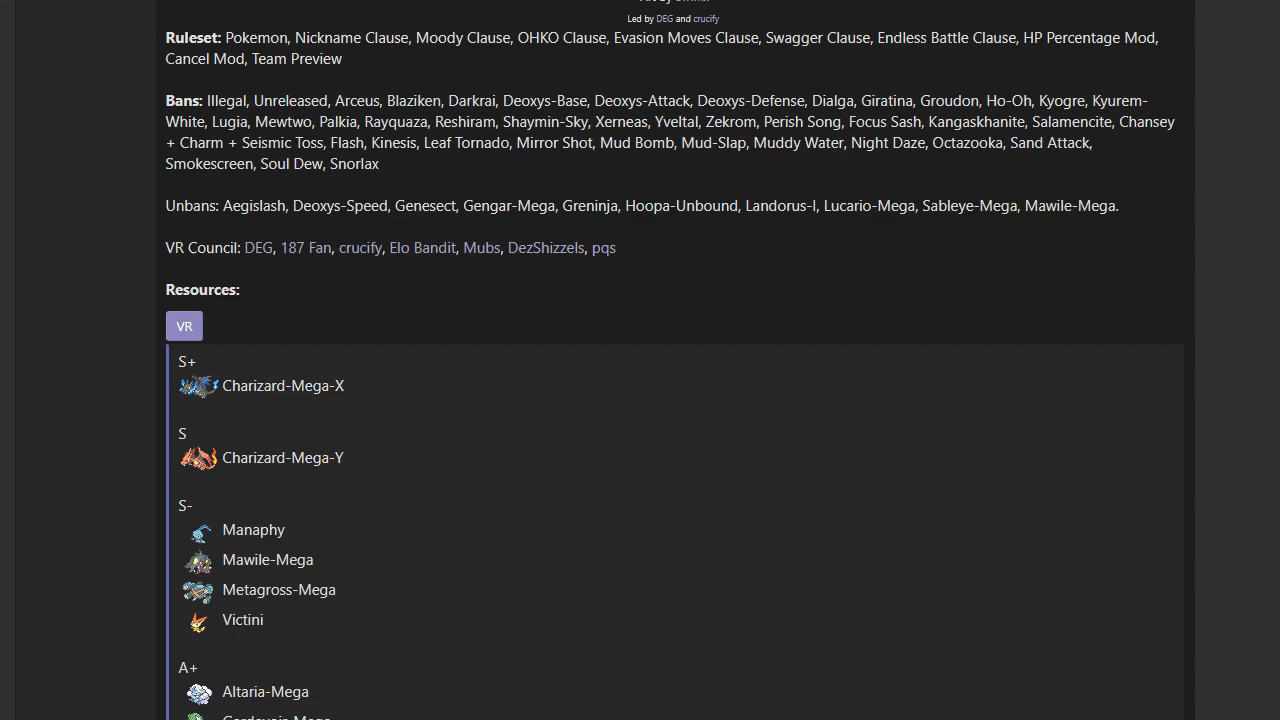 Led by DEG and crucify
Ruleset: Pokemon, Nickname Clause, Moody Clause, OHKO Clause, Evasion Moves Clause, Swagger Clause, Endless Battle Clause, HP Percentage Mod,
Cancel Mod, Team Preview
Bans: Illegal, Unreleased, Arceus, Blaziken, Darkrai, Deoxys-Base, Deoxys-Attack, Deoxys-Defense, Dialga, Giratina, Groudon, Ho-Oh, Kyogre, Kyurem-
White, Lugia, Mewtwo, Palkia, Rayquaza, Reshiram, Shaymin-Sky, Xerneas, Yveltal, Zekrom, Perish Song, Focus Sash, Kangaskhanite, Salamencite, Chansey
+ Charm + Seismic Toss, Flash, Kinesis, Leaf Tornado, Mirror Shot, Mud Bomb, Mud-Slap, Muddy Water, Night Daze, Octazooka, Sand Attack,
Smokescreen, Soul Dew, Snorlax
Unbans: Aegislash, Deoxys-Speed, Genesect, Gengar-Mega, Greninja, Hoopa-Unbound, Landorus-I, Lucario-Mega, Sableye-Mega, Mawile-Mega.
VR Council: DEG, 187 Fan, crucify, Elo Bandit, Mubs, DezShizzels, pqs
Resources:
VR
S+
Charizard-Mega-X
S
Charizard-Mega-Y
S-
Manaphy
Mawile-Mega
Metagross-Mega
Victini
A+
Altaria-Mega